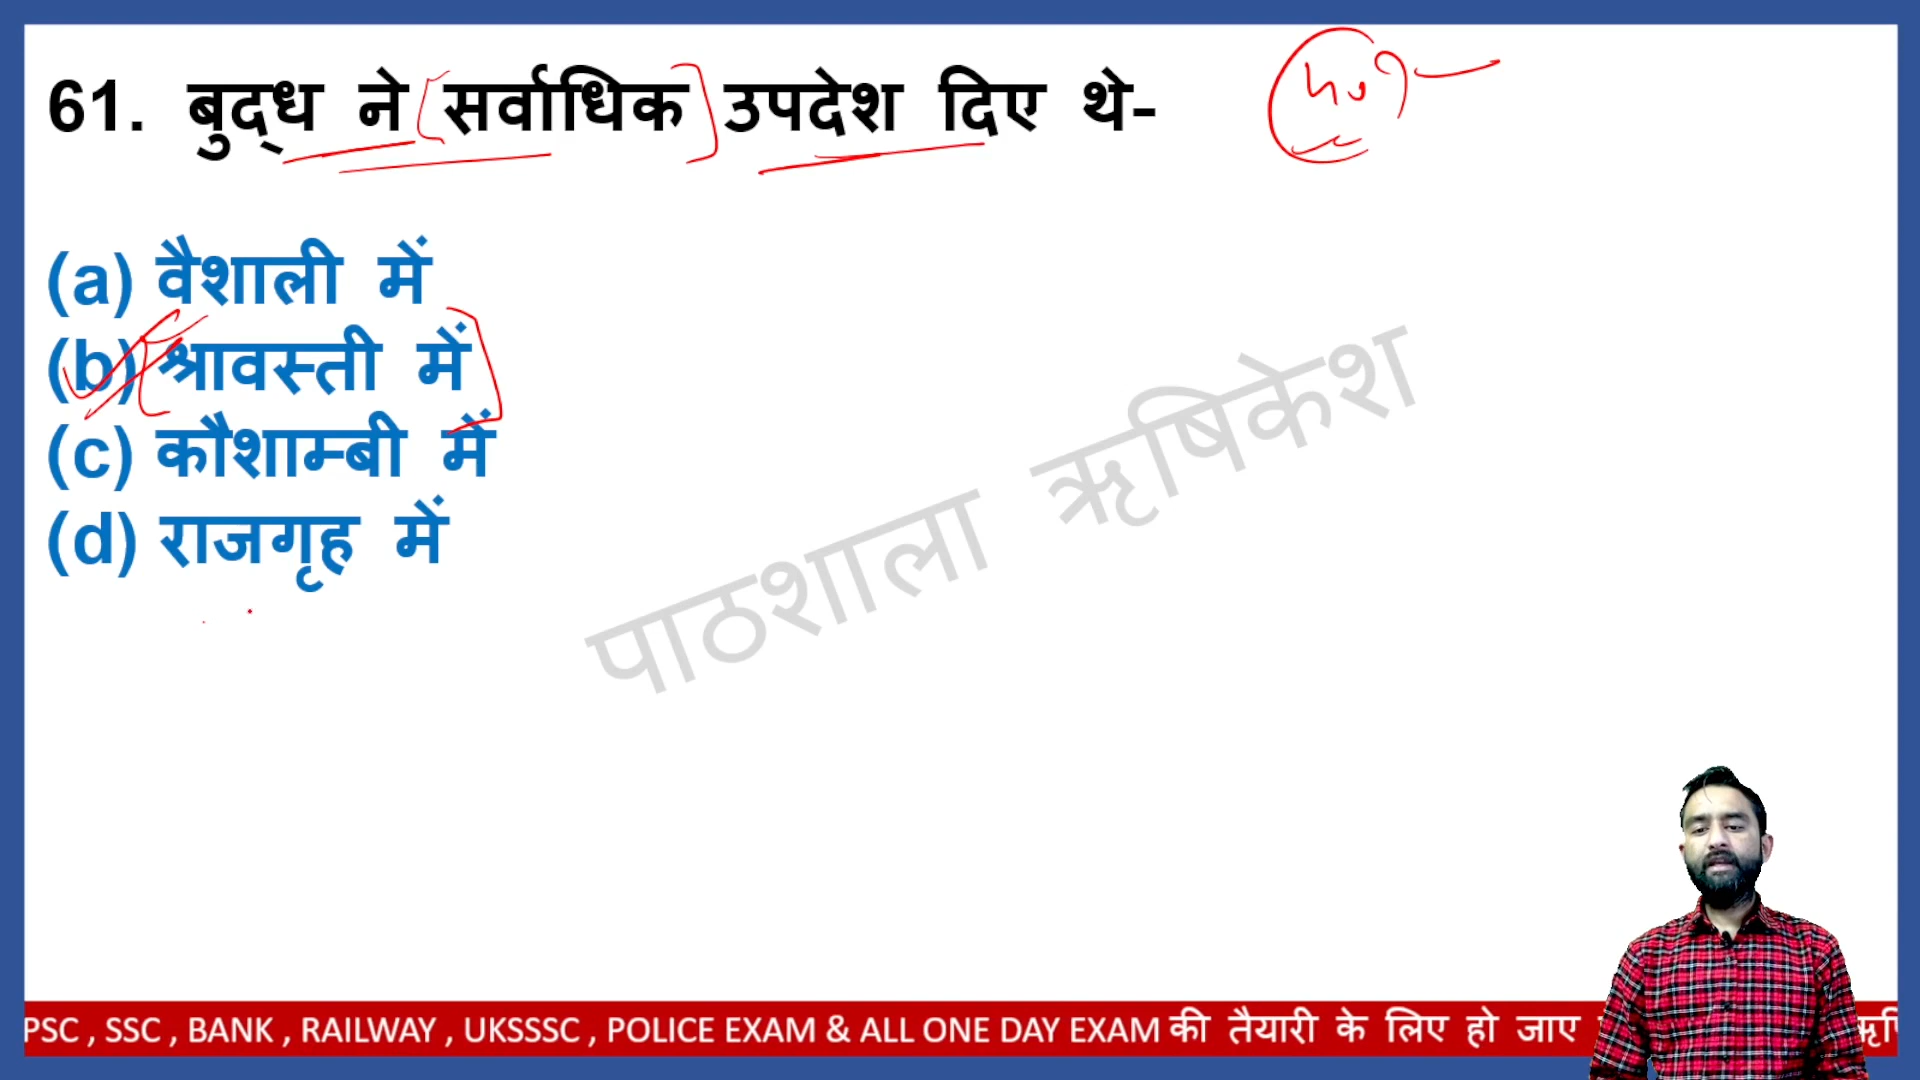 61. बुद्ध ने सर्वाधिक उपदेश दिए थे-
(a) वैशाली में
(b) श्रावस्ती में
(c) कौशाम्बी में
(d) राजगृह में
पाठशाला ऋषिकेश
PSC , SSC , BANK , RAILWAY , UKSSSC , POLICE EXAM & ALL ONE DAY EXAM की तैयारी के लिए हो जाए